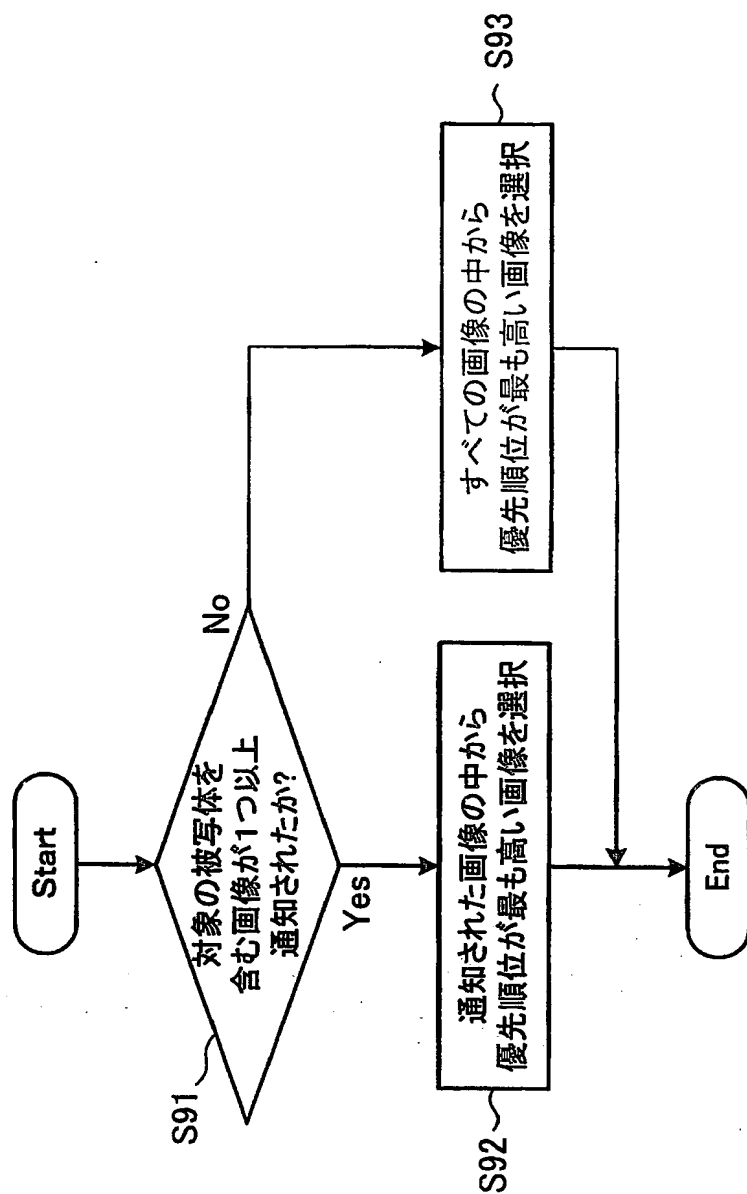 Start
S91
対象の被写体を
含む画像が1つ以上
通知されたか?
No
Yes
S92
通知された画像の中から
優先順位が最も高い画像を選択
S93
すべての画像の中から
優先順位が最も高い画像を選択
End